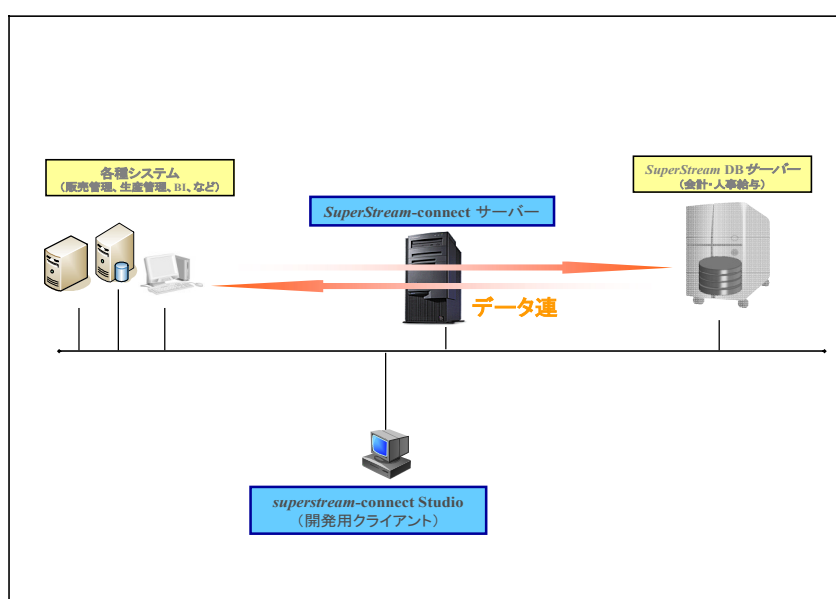 各種システム
（販売管理、生産管理、BI、など）
SuperStream DB サーバー
（会計・人事給与）
SuperStream-connect サーバー
データ連
superstream-connect Studio
（開発用クライアント）